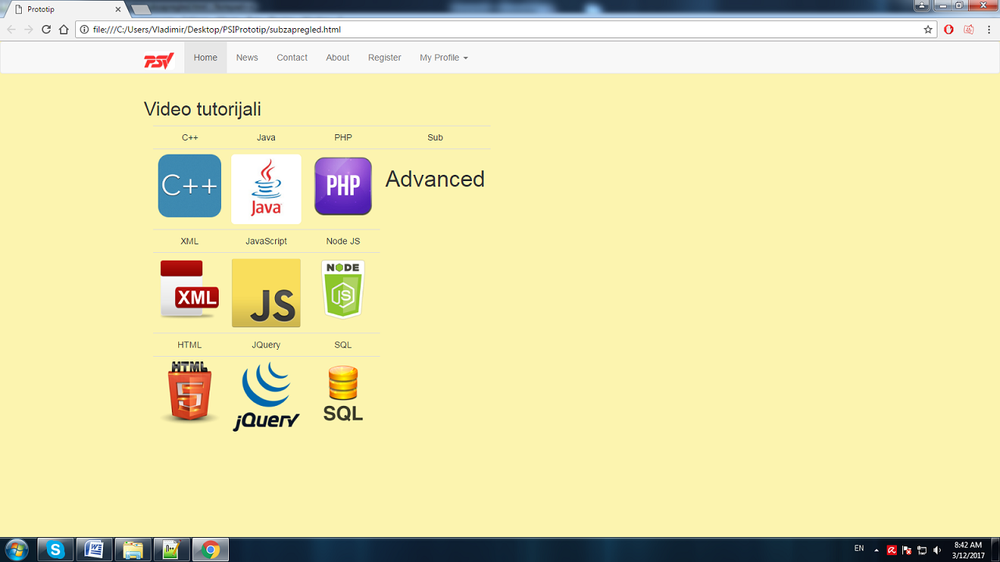 Prototip
file:///C:/Users/Vladimir/Desktop/PSIPrototip/subzapregled.html
PSV Home News Contact About Register My Profile
Video tutorijali
C++ Java PHP Sub
C++ Java PHP Advanced
XML JavaScript Node JS
XML JS NODE JS
HTML JQuery SQL
HTML 5 jQuery SQL
EN 8:42 AM
3/12/2017